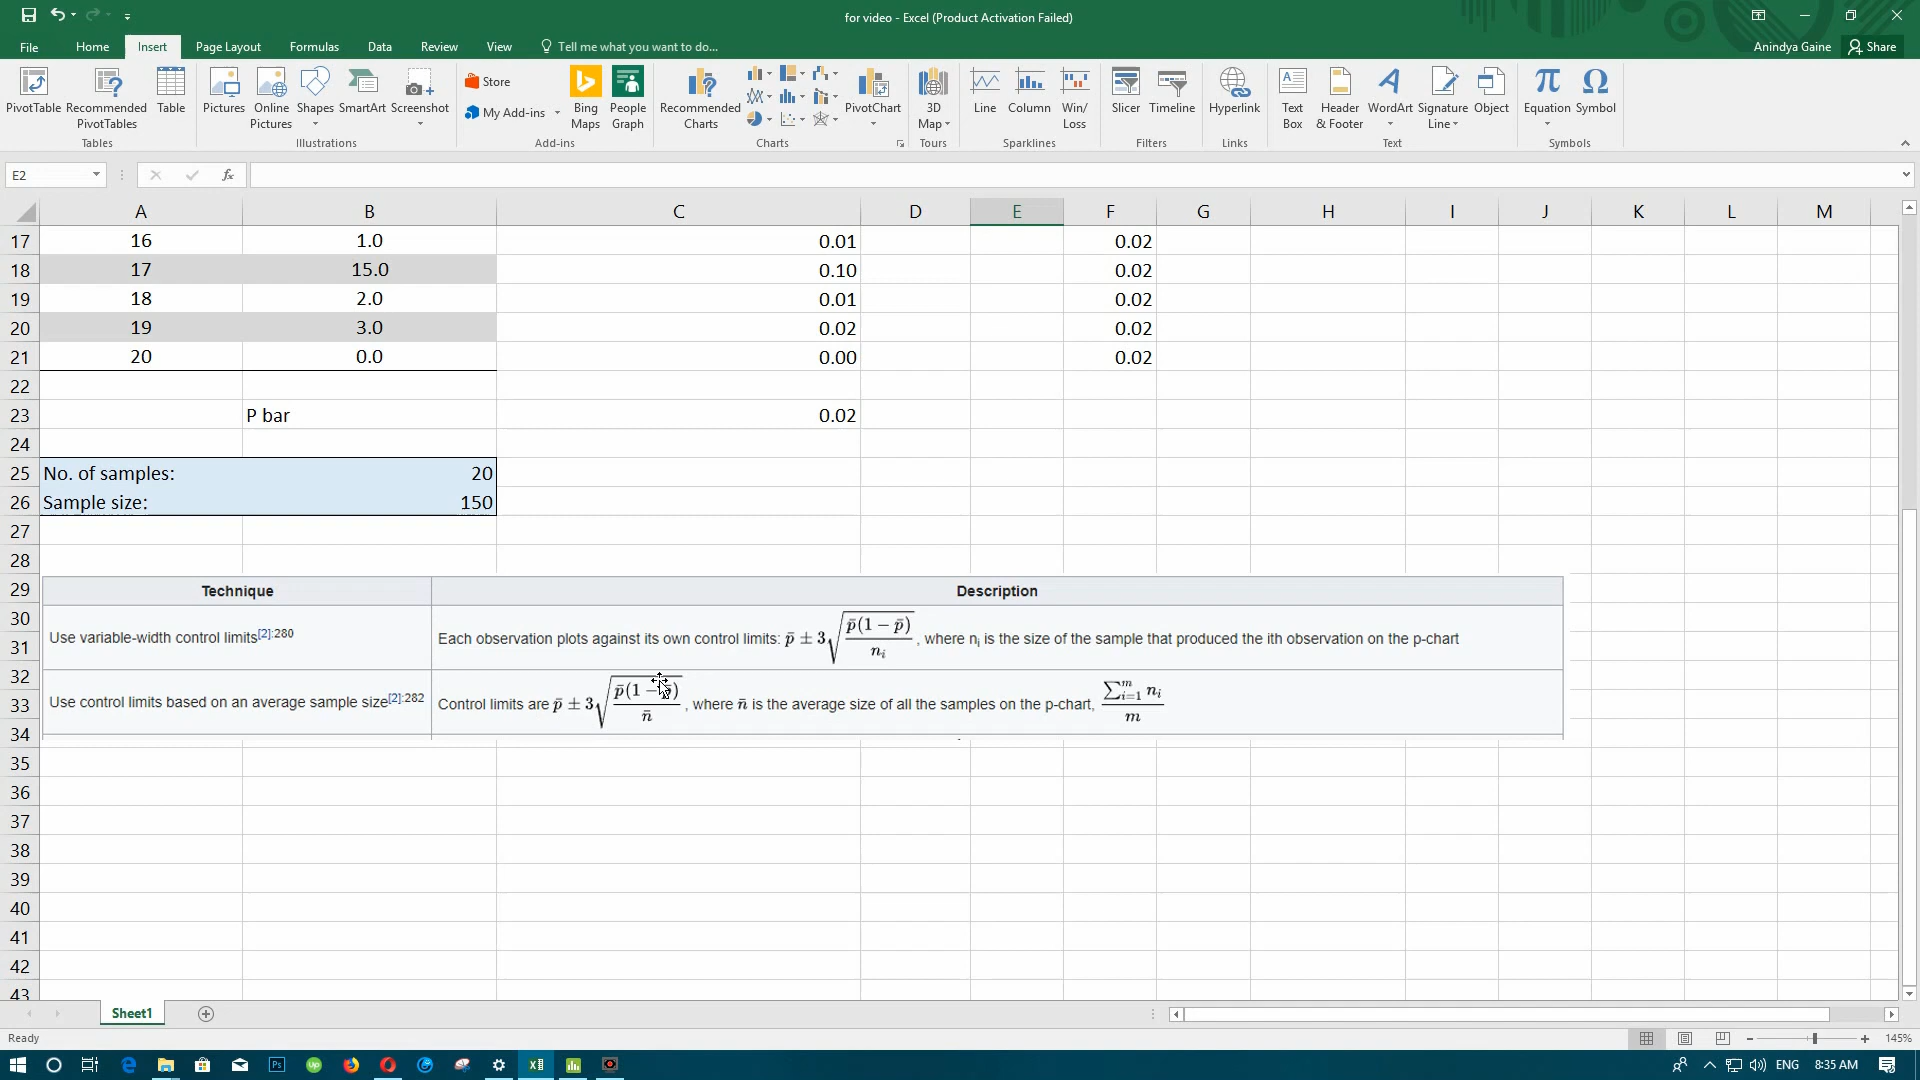 for video - Excel (Product Activation Failed)
File Home Insert Page Layout Formulas Data Review View Tell me what you want to do... Anindya Gaine Share
PivotTable Recommended PivotTables Table Pictures Online Pictures Shapes SmartArt Screenshot Store My Add-ins Bing Maps People Graph Recommended Charts PivotChart 3D Map Line Column Win/Loss Slicer Timeline Hyperlink Text Box Header & Footer WordArt Signature Line Object Equation Symbol
Tables Illustrations Add-ins Charts Tours Sparklines Filters Links Text Symbols
E2 fx
A B C D E F G H I J K L M
17 16 1.0 0.01 0.02
18 17 15.0 0.10 0.02
19 18 2.0 0.01 0.02
20 19 3.0 0.02 0.02
21 20 0.0 0.00 0.02
22
23 P bar 0.02
24
25 No. of samples: 20
26 Sample size: 150
27
28
29 Technique Description
30
31 Use variable-width control limits[2]:280 Each observation plots against its own control limits: p̄ ± 3√(p̄(1 − p̄)/nᵢ), where nᵢ is the size of the sample that produced the ith observation on the p-chart
32
33 Use control limits based on an average sample size[2]:282 Control limits are p̄ ± 3√(p̄(1 − p̄)/n̄), where n̄ is the average size of all the samples on the p-chart, ∑ᵐᵢ₌₁ nᵢ / m
34
35
36
37
38
39
40
41
42
43
Sheet1
Ready 145%
ENG 8:35 AM